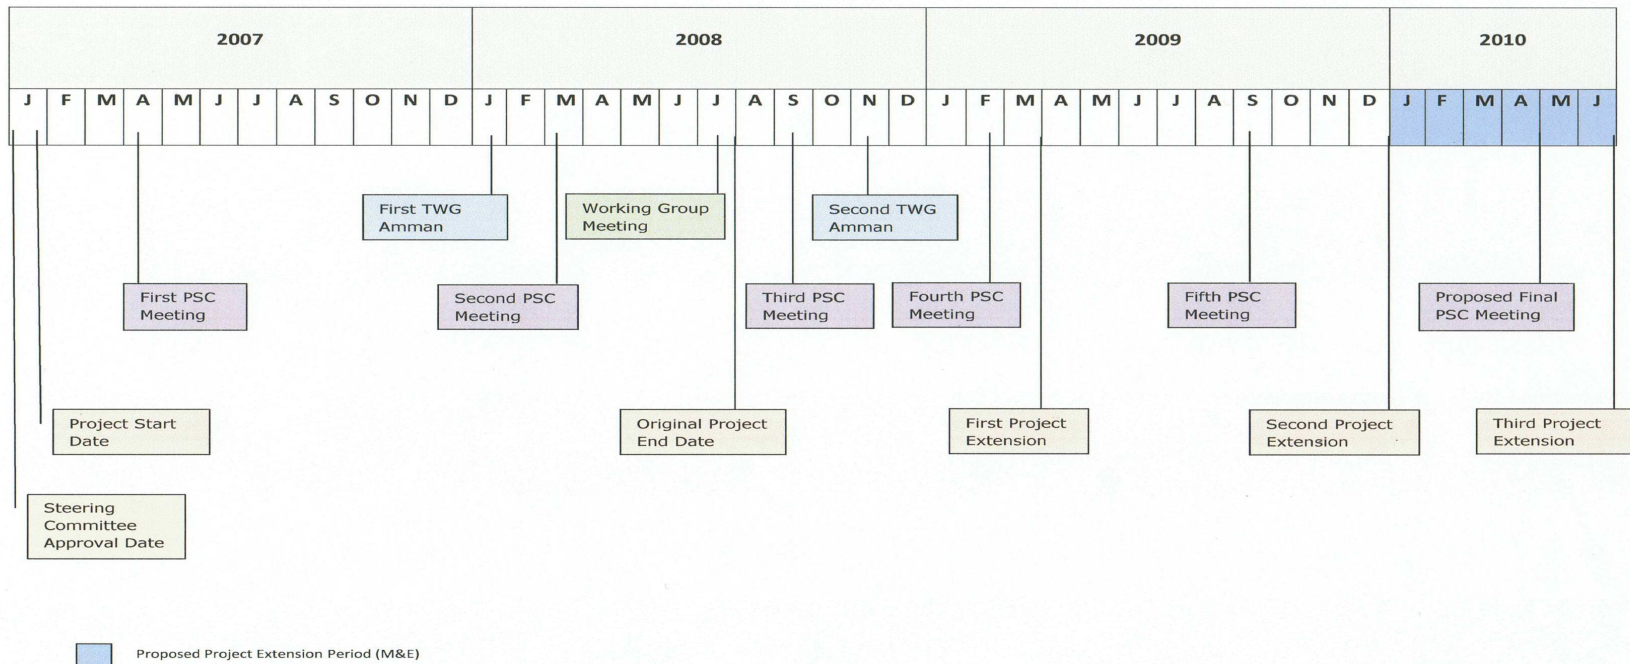 2007 2008 2009 2010
J F M A M J J A S O N D J F M A M J J A S O N D J F M A M J J A S O N D J F M A M J
First TWG
Amman
Working Group
Meeting
Second TWG
Amman
First PSC
Meeting
Second PSC
Meeting
Third PSC
Meeting
Fourth PSC
Meeting
Fifth PSC
Meeting
Proposed Final
PSC Meeting
Project Start
Date
Original Project
End Date
First Project
Extension
Second Project
Extension
Third Project
Extension
Steering
Committee
Approval Date
Proposed Project Extension Period (M&E)